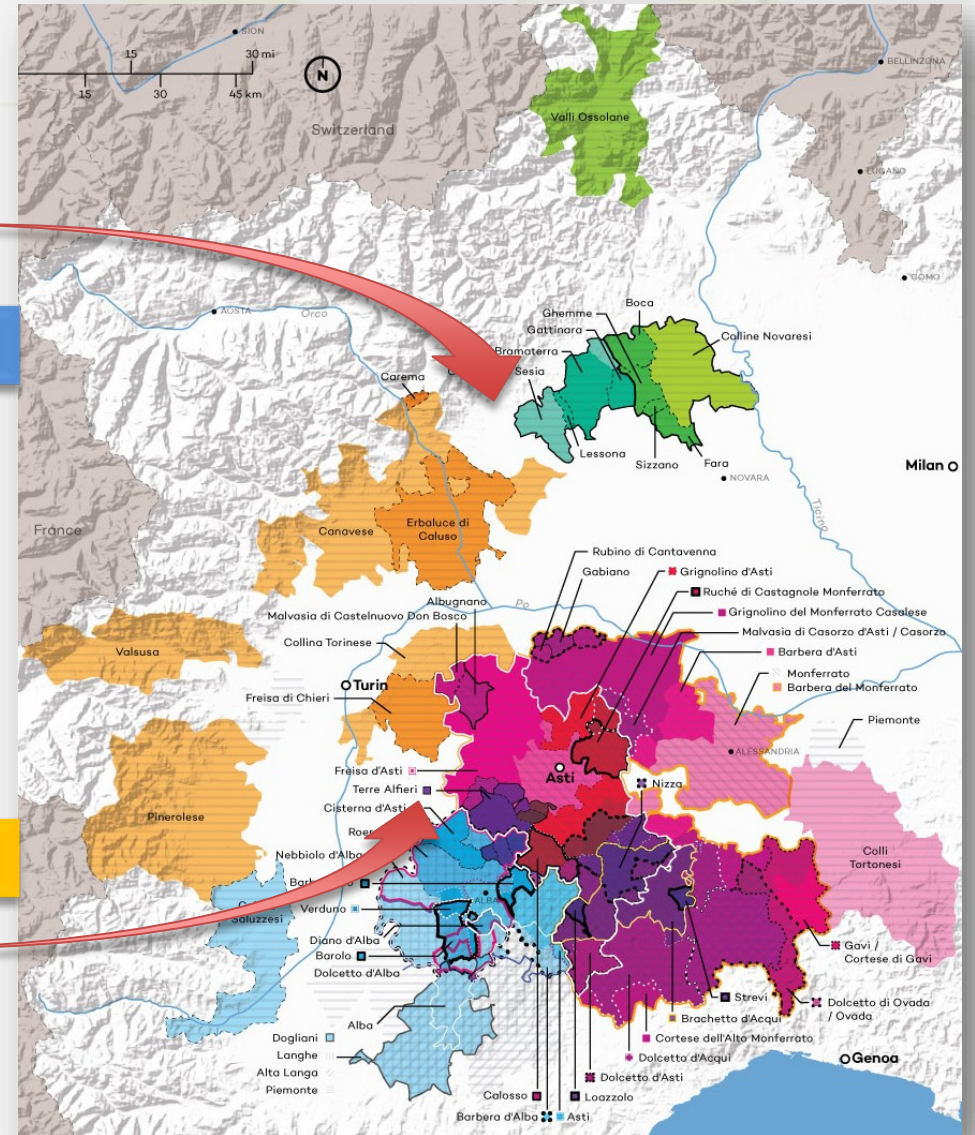 SION
15
30 mi
N
15
30
45 km
BELLINZONA
Valli Ossolane
Switzerland
LUGANO
COMO
AOSTA
Orco
Boca
Ghemme
Gattinara
Colline Novaresi
Bramaterra
Sesia
Carema
Lessona
Sizzano
Fara
Milan
NOVARA
Ticino
France
Canavese
Erbaluce di
Caluso
Rubino di Cantavenna
Gabiano
Grignolino d'Asti
Ruché di Castagnole Monferrato
Albugnano
Po
Grignolino del Monferrato Casalese
Malvasia di Castelnuovo Don Bosco
Malvasia di Casorzo d'Asti / Casorzo
Collina Torinese
Barbera d'Asti
Valsusa
Monferrato
Turin
Barbera del Monferrato
Freisa di Chieri
Piemonte
ALESSANDRIA
Freisa d'Asti
Asti
Terre Alfieri
Nizza
Cisterna d'Asti
Pinerolese
Nebbiolo d'Alba
Colli
Tortonesi
ALBA
Saluzzesi
Verduno
Diano d'Alba
Barolo
Gavi /
Cortese di Gavi
Dolcetto d'Alba
Strevi
Dolcetto di Ovada
/ Ovada
Brachetto d'Acqui
Alba
Dogliani
Cortese dell'Alto Monferrato
Langhe
Dolcetto d'Acqui
Genoa
Alta Langa
Dolcetto d'Asti
Piemonte
Calosso
Loazzolo
Barbera d'Alba
Asti